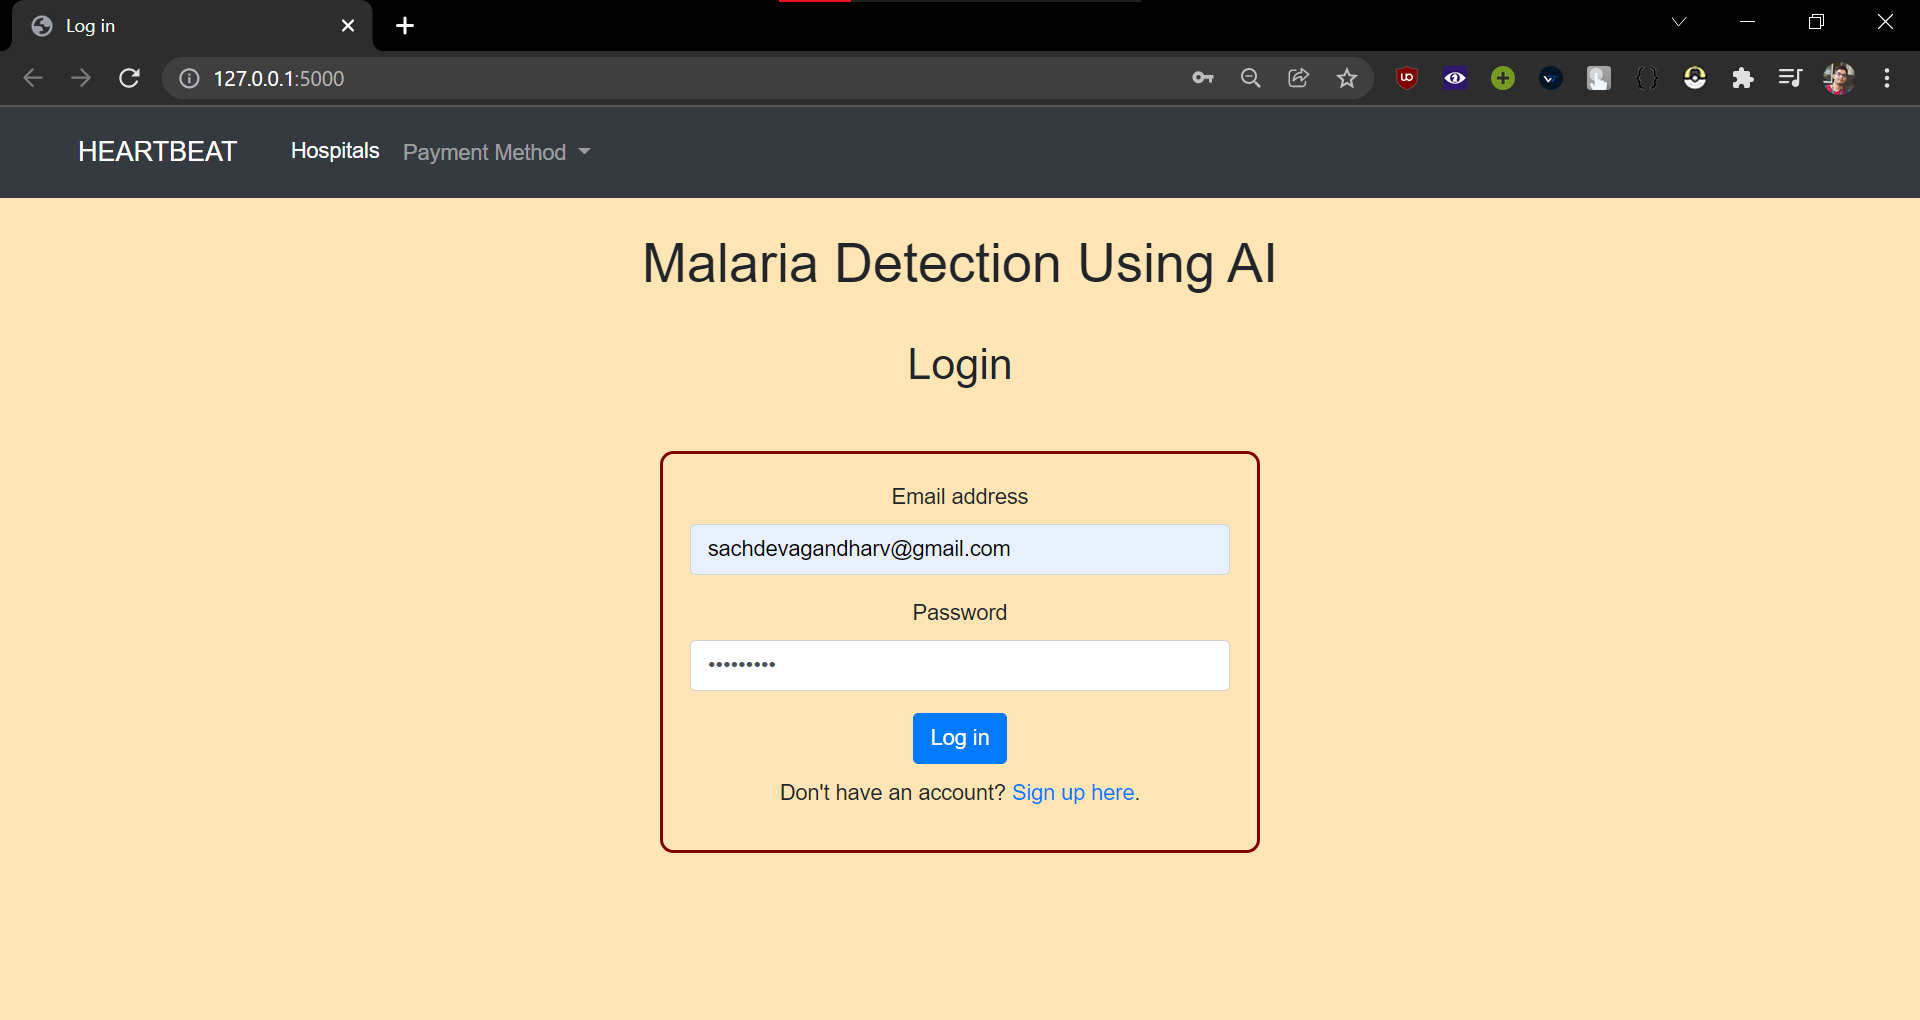 Log in
127.0.0.1:5000
HEARTBEAT Hospitals Payment Method
Malaria Detection Using AI
Login
Email address
sachdevagandharv@gmail.com
Password
•••••••••
Log in
Don't have an account? Sign up here.